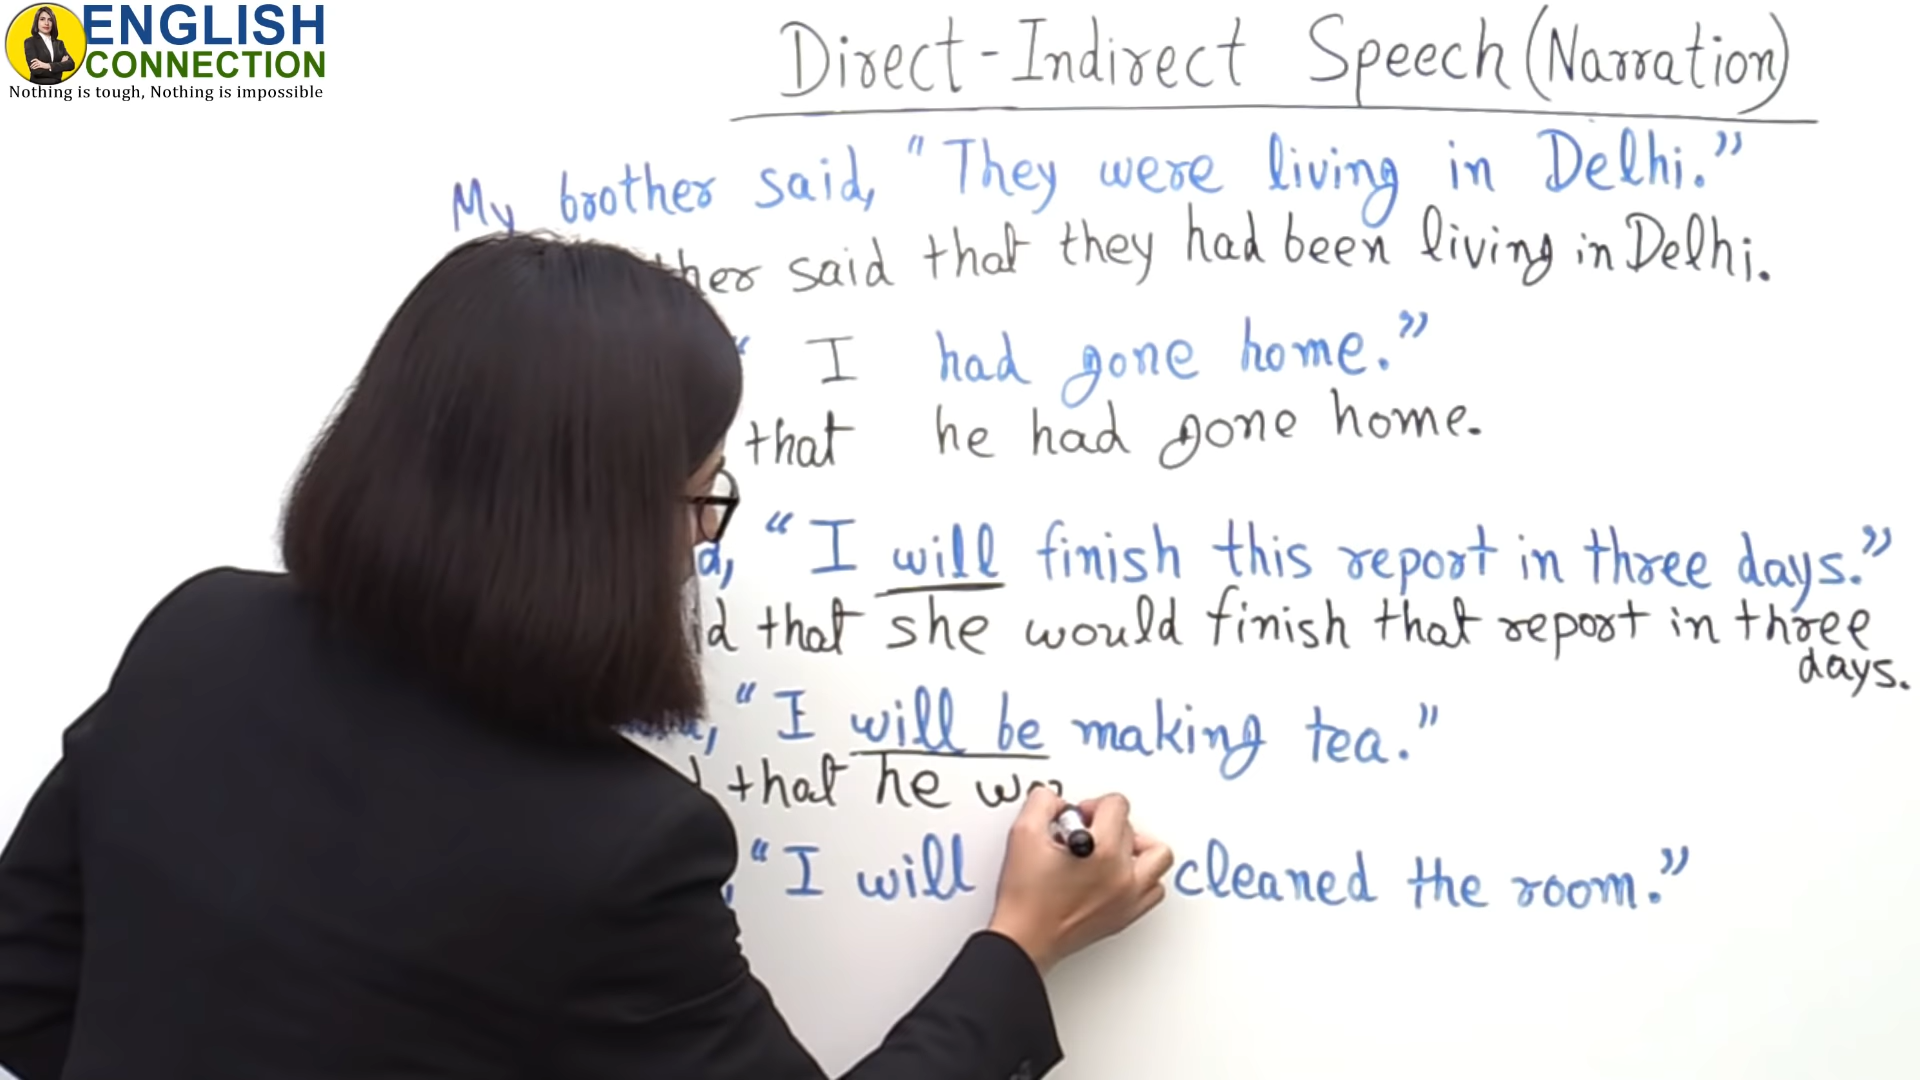 ENGLISH
CONNECTION
Nothing is tough, Nothing is impossible
Direct-Indirect Speech (Narration)
My brother said, "They were living in Delhi."
said that they had been living in Delhi.
I had gone home."
that he had gone home.
"I will finish this report in three days."
that she would finish that report in three
days.
"I will be making tea."
that he
"I will cleaned the room."